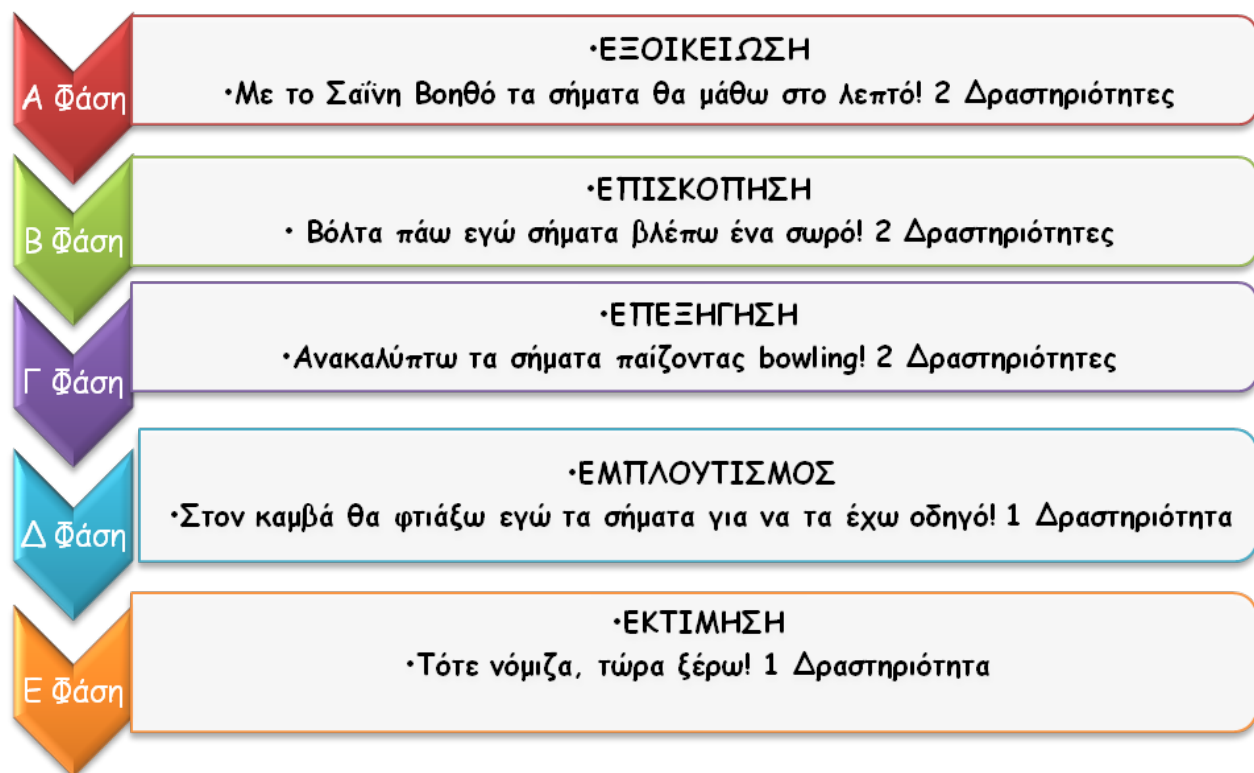 Α Φάση
•ΕΞΟΙΚΕΙΩΣΗ
•Με το Σαΐνη Βοηθό τα σήματα θα μάθω στο λεπτό! 2 Δραστηριότητες
Β Φάση
•ΕΠΙΣΚΟΠΗΣΗ
• Βόλτα πάω εγώ σήματα βλέπω ένα σωρό! 2 Δραστηριότητες
Γ Φάση
•ΕΠΕΞΗΓΗΣΗ
•Ανακαλύπτω τα σήματα παίζοντας bowling! 2 Δραστηριότητες
Δ Φάση
•ΕΜΠΛΟΥΤΙΣΜΟΣ
•Στον καμβά θα φτιάξω εγώ τα σήματα για να τα έχω οδηγό! 1 Δραστηριότητα
Ε Φάση
•ΕΚΤΙΜΗΣΗ
•Τότε νόμιζα, τώρα ξέρω! 1 Δραστηριότητα